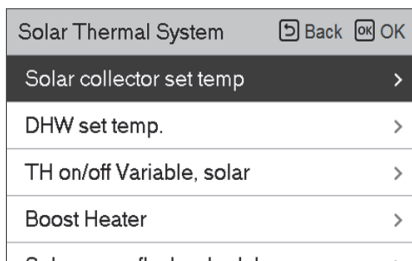 Solar Thermal System Back OK OK
Solar collector set temp
DHW set temp.
TH on/off Variable, solar
Boost Heater